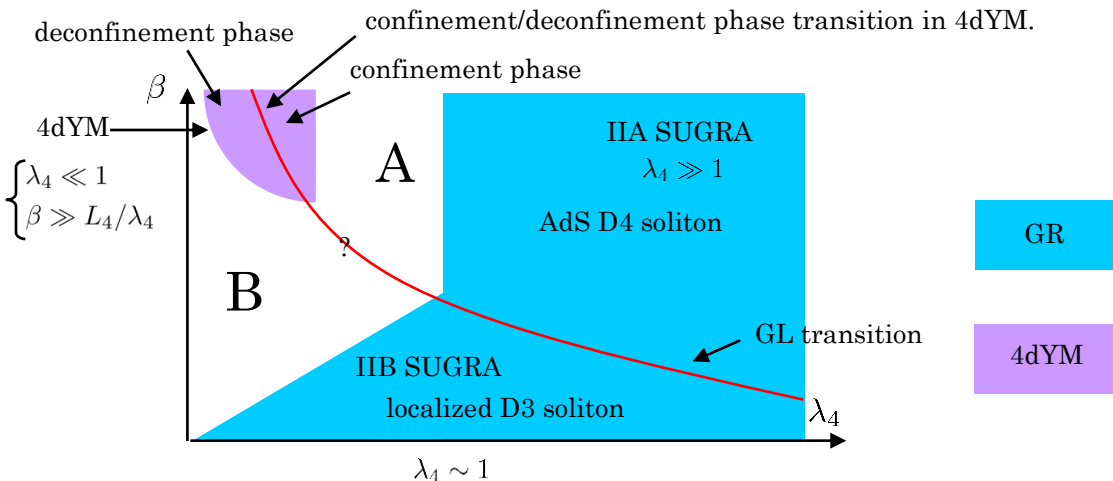 confinement/deconfinement phase transition in 4dYM.
deconfinement phase
confinement phase
β
4dYM
λ₄ ≪ 1
β ≫ L₄/λ₄
A
IIA SUGRA
λ₄ ≫ 1
AdS D4 soliton
GR
?
B
GL transition
4dYM
IIB SUGRA
localized D3 soliton
λ₄
λ₄ ∼ 1